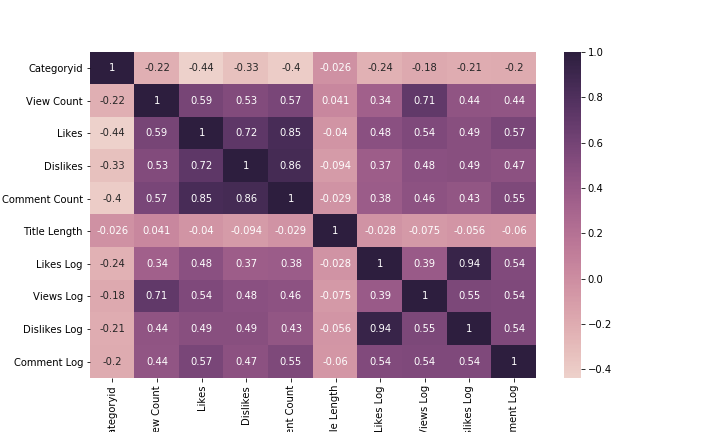 Categoryid 1 -0.22 -0.44 -0.33 -0.4 -0.026 -0.24 -0.18 -0.21 -0.2
View Count -0.22 1 0.59 0.53 0.57 0.041 0.34 0.71 0.44 0.44
Likes -0.44 0.59 1 0.72 0.85 -0.04 0.48 0.54 0.49 0.57
Dislikes -0.33 0.53 0.72 1 0.86 -0.094 0.37 0.48 0.49 0.47
Comment Count -0.4 0.57 0.85 0.86 1 -0.029 0.38 0.46 0.43 0.55
Title Length -0.026 0.041 -0.04 -0.094 -0.029 1 -0.028 -0.075 -0.056 -0.06
Likes Log -0.24 0.34 0.48 0.37 0.38 -0.028 1 0.39 0.94 0.54
Views Log -0.18 0.71 0.54 0.48 0.46 -0.075 0.39 1 0.55 0.54
Dislikes Log -0.21 0.44 0.49 0.49 0.43 -0.056 0.94 0.55 1 0.54
Comment Log -0.2 0.44 0.57 0.47 0.55 -0.06 0.54 0.54 0.54 1
ategoryid
ew Count
Likes
Dislikes
ent Count
le Length
Likes Log
Views Log
slikes Log
ment Log
1.0
0.8
0.6
0.4
0.2
0.0
−0.2
−0.4